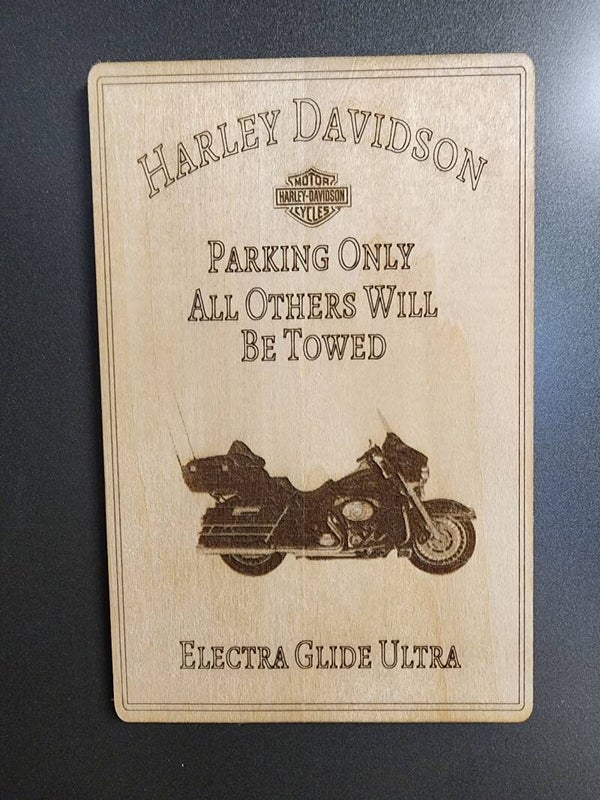 HARLEY DAVIDSON
MOTOR
HARLEY-DAVIDSON
CYCLES
PARKING ONLY
ALL OTHERS WILL
BE TOWED
ELECTRA GLIDE ULTRA